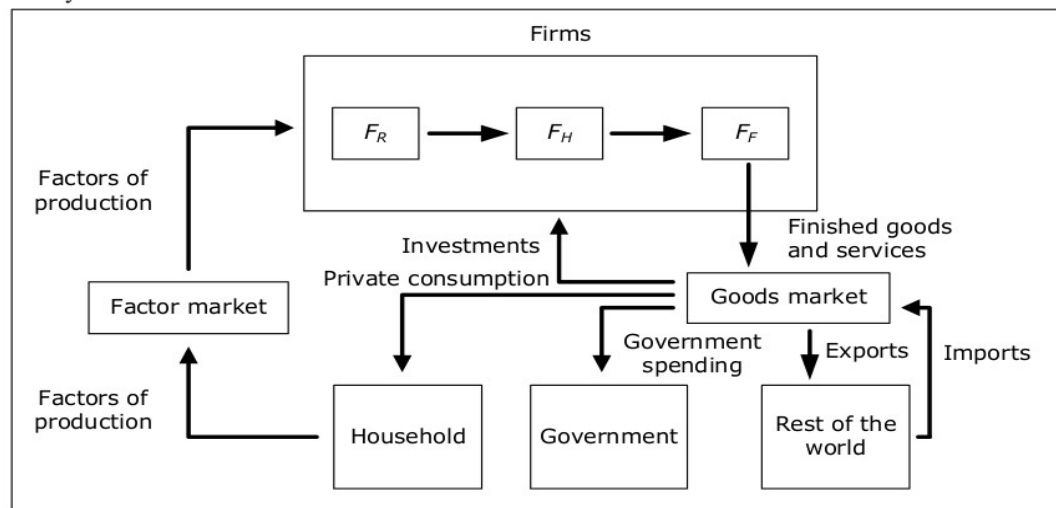 Firms
F_R
F_H
F_F
Factors of
production
Finished goods
and services
Investments
Private consumption
Factor market
Goods market
Government
spending
Exports
Imports
Factors of
production
Household
Government
Rest of the
world